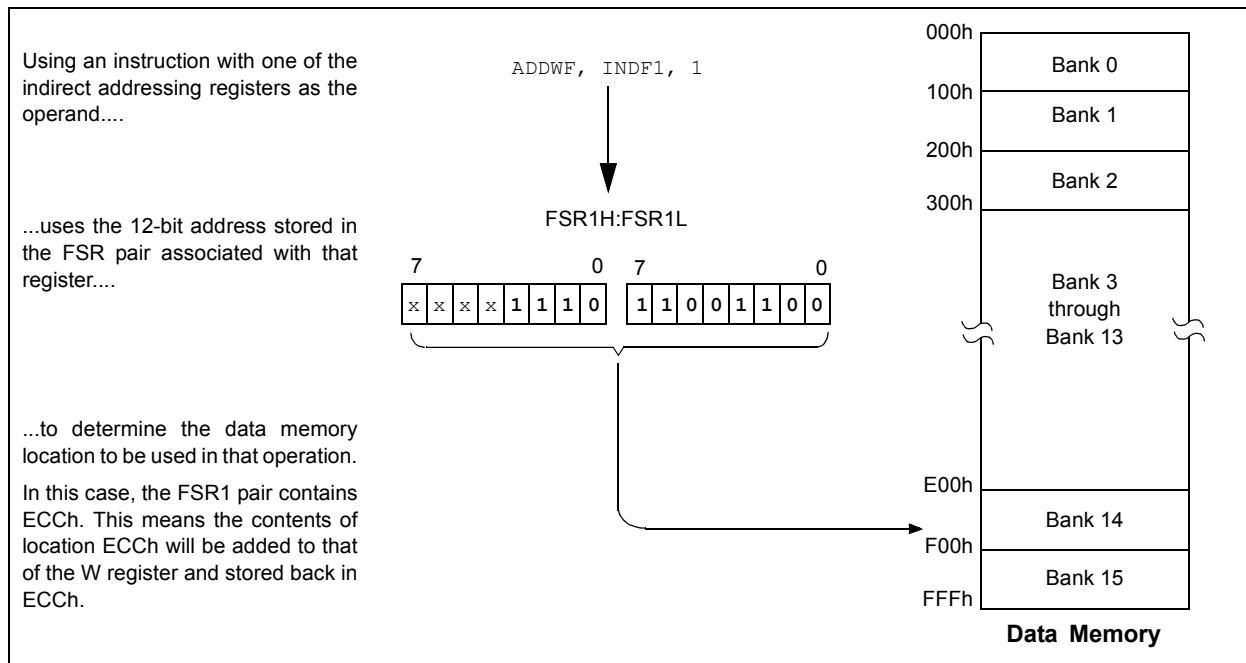 Using an instruction with one of the
indirect addressing registers as the
operand....
ADDWF, INDF1, 1
...uses the 12-bit address stored in
the FSR pair associated with that
register....
FSR1H:FSR1L
7 0 7 0
x x x x 1 1 1 0 1 1 0 0 1 1 0 0
...to determine the data memory
location to be used in that operation.
In this case, the FSR1 pair contains
ECCh. This means the contents of
location ECCh will be added to that
of the W register and stored back in
ECCh.
000h
Bank 0
100h
Bank 1
200h
Bank 2
300h
Bank 3
through
Bank 13
E00h
Bank 14
F00h
Bank 15
FFFh
Data Memory